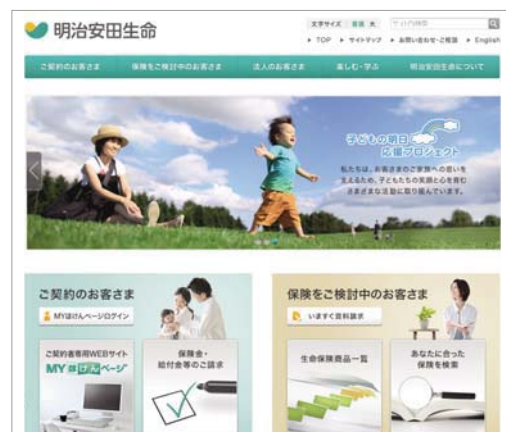 明治安田生命
文字サイズ 普通 大 サイト内検索
TOP サイトマップ お問い合わせ・ご相談 English
ご契約のお客さま 保険をご検討中のお客さま 法人のお客さま 楽しむ・学ぶ 明治安田生命について
子どもの明日
応援プロジェクト
私たちは、お客さまのご家族への思いを
支えるため、子どもたちの笑顔と心を育む
さまざまな活動に取り組んでいます。
ご契約のお客さま
MYほけんページログイン
ご契約者専用WEBサイト
MYほけんページ
保険金・
給付金等のご請求
保険をご検討中のお客さま
いますぐ資料請求
生命保険商品一覧
あなたに合った
保険を検索